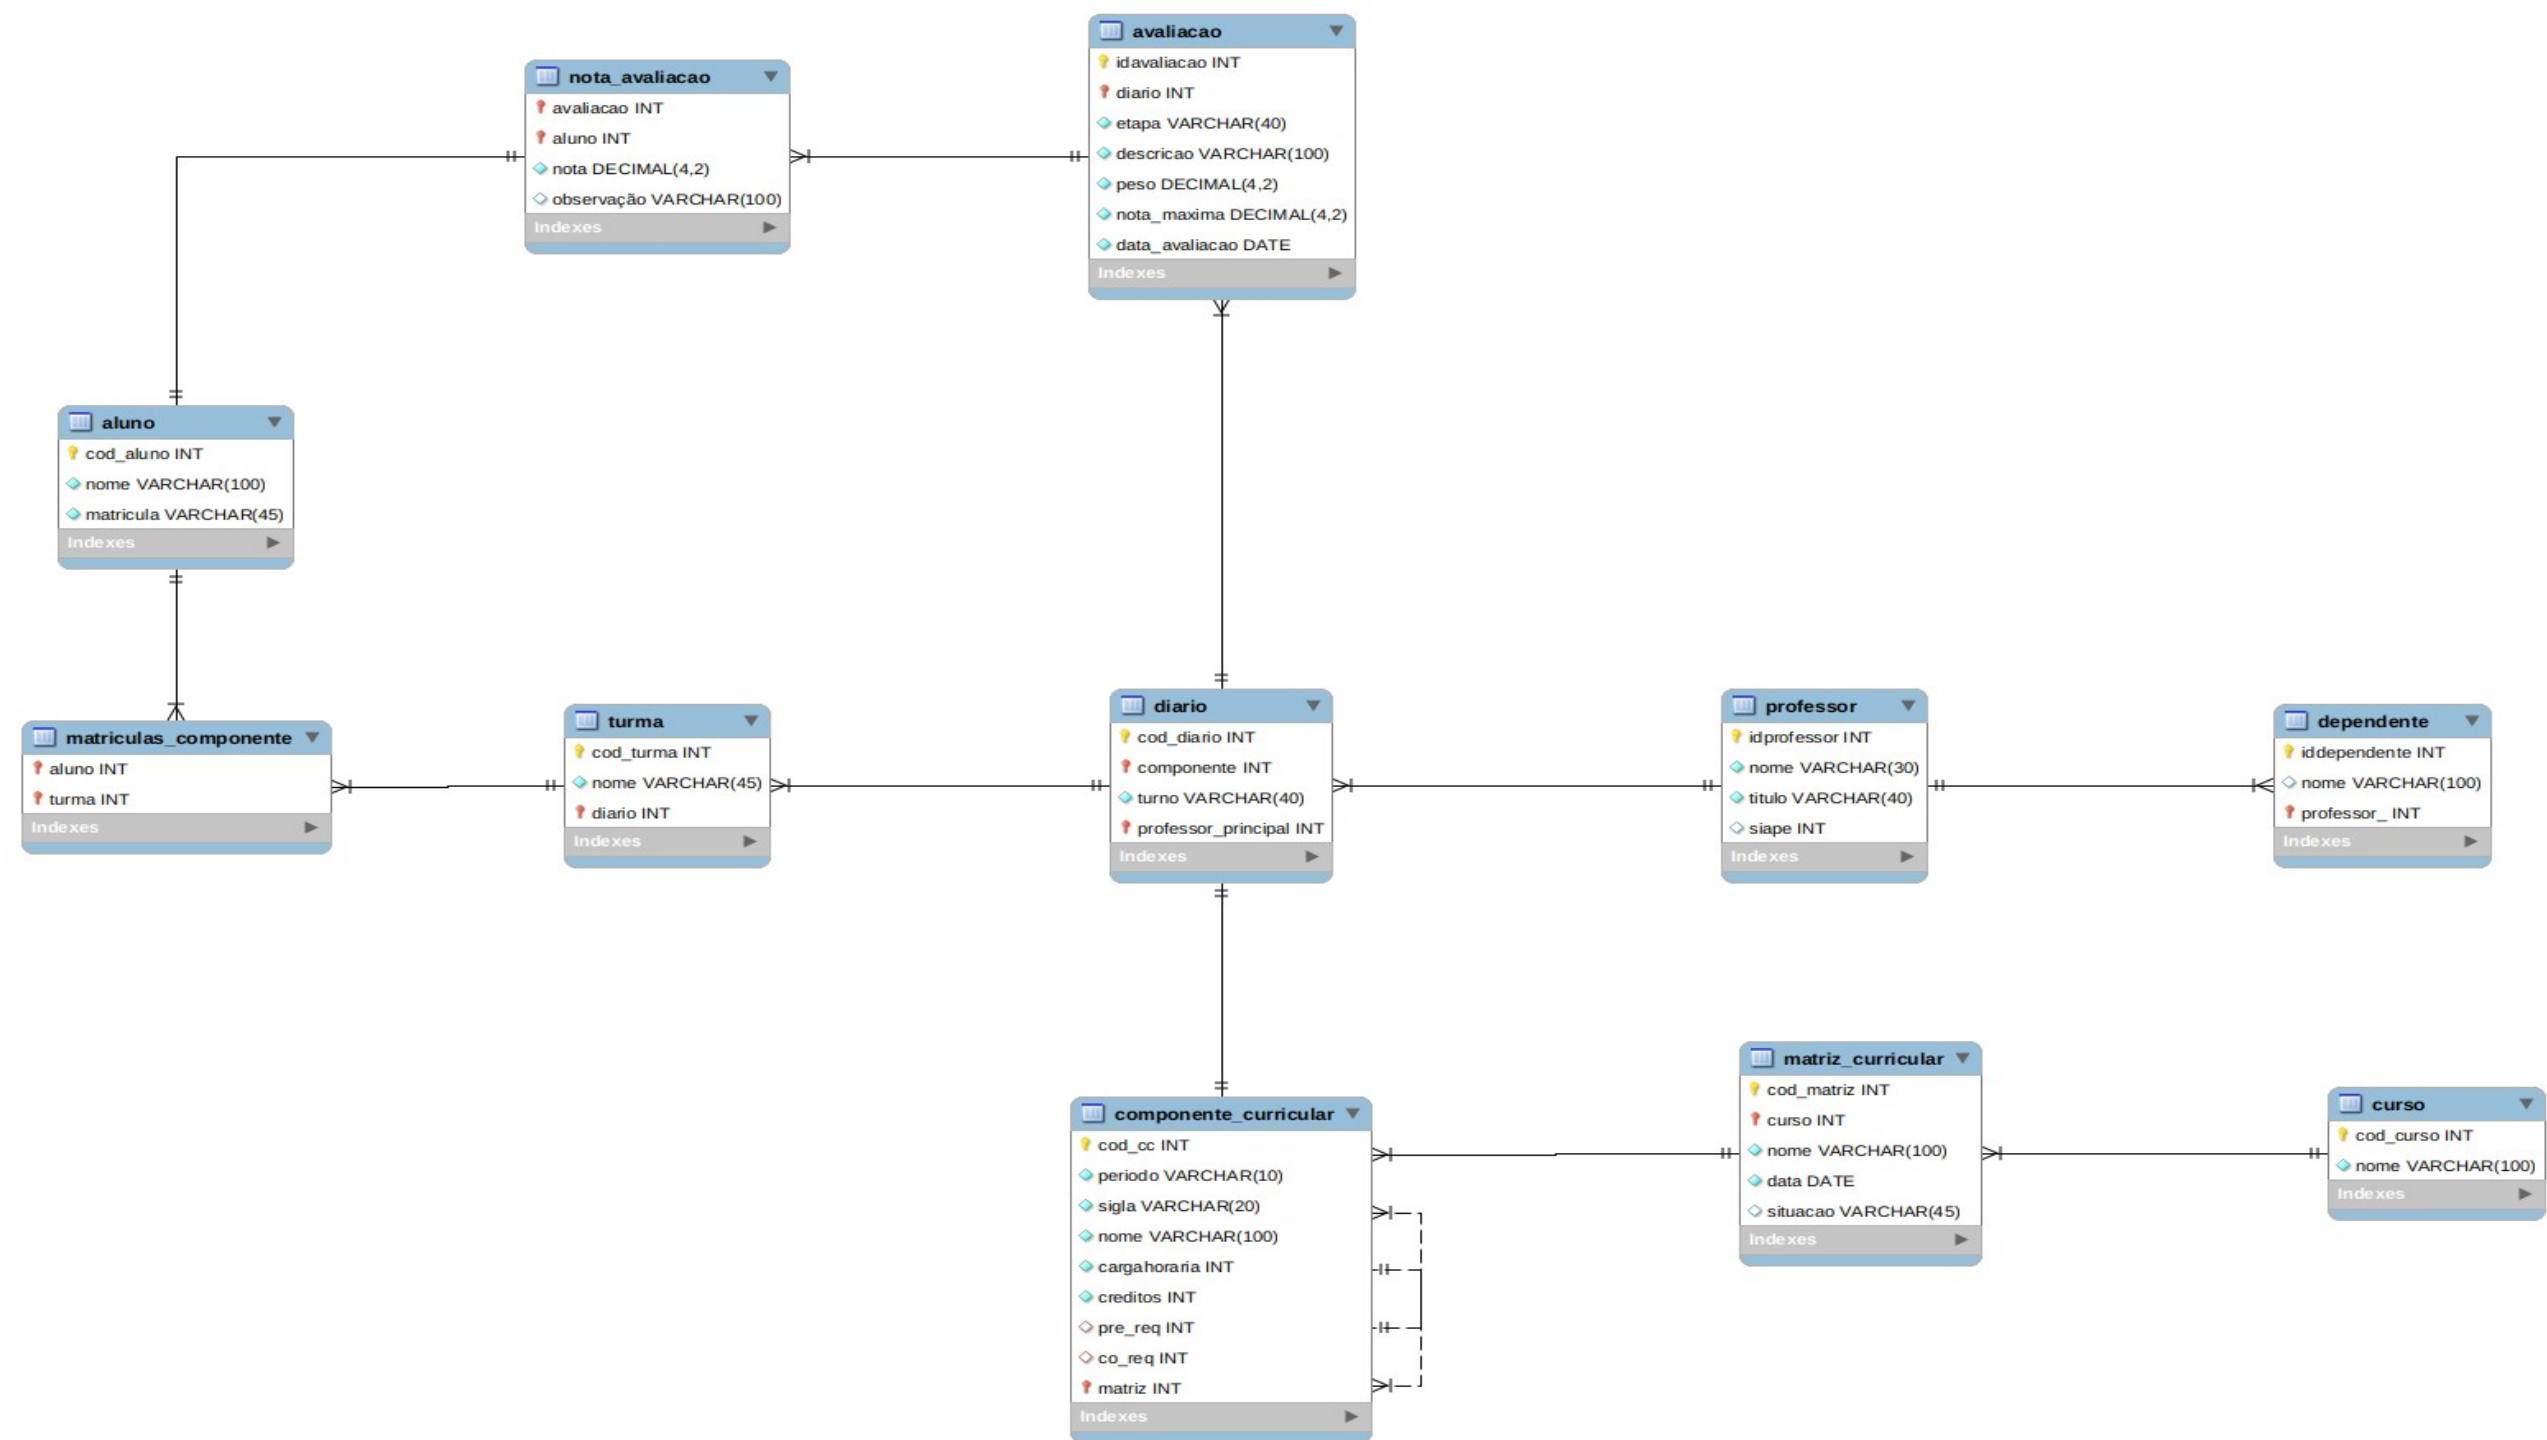 avaliacao
idavaliacao INT
diario INT
etapa VARCHAR(40)
descricao VARCHAR(100)
peso DECIMAL(4,2)
nota_maxima DECIMAL(4,2)
data_avaliacao DATE
Indexes
nota_avaliacao
avaliacao INT
aluno INT
nota DECIMAL(4,2)
observação VARCHAR(100)
Indexes
aluno
cod_aluno INT
nome VARCHAR(100)
matricula VARCHAR(45)
Indexes
matriculas_componente
aluno INT
turma INT
Indexes
turma
cod_turma INT
nome VARCHAR(45)
diario INT
Indexes
diario
cod_diario INT
componente INT
turno VARCHAR(40)
professor_principal INT
Indexes
professor
idprofessor INT
nome VARCHAR(30)
titulo VARCHAR(40)
siape INT
Indexes
dependente
iddependente INT
nome VARCHAR(100)
professor_ INT
Indexes
componente_curricular
cod_cc INT
periodo VARCHAR(10)
sigla VARCHAR(20)
nome VARCHAR(100)
cargahoraria INT
creditos INT
pre_req INT
co_req INT
matriz INT
Indexes
matriz_curricular
cod_matriz INT
curso INT
nome VARCHAR(100)
data DATE
situacao VARCHAR(45)
Indexes
curso
cod_curso INT
nome VARCHAR(100)
Indexes